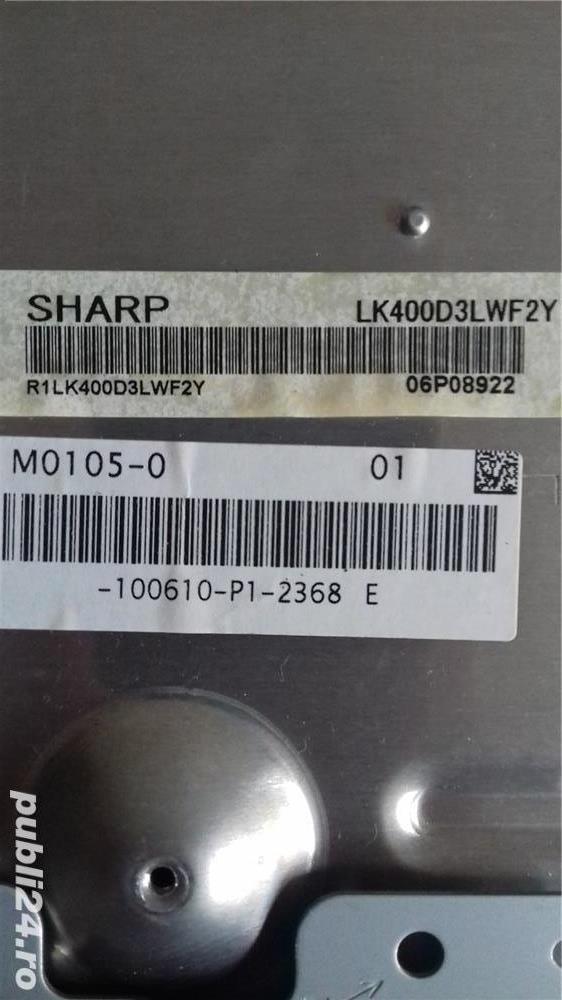 SHARP LK400D3LWF2Y
R1LK400D3LWF2Y 06P08922
M0105-0 01
-100610-P1-2368 E
publi24.ro